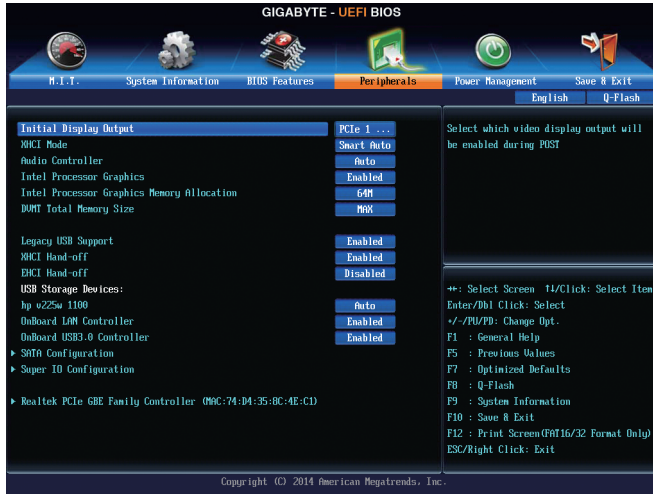 GIGABYTE - UEFI BIOS
M.I.T. System Information BIOS Features Peripherals Power Management Save & Exit
English Q-Flash
Initial Display Output PCIe 1 ...
XHCI Mode Smart Auto
Audio Controller Auto
Intel Processor Graphics Enabled
Intel Processor Graphics Memory Allocation 64M
DVMT Total Memory Size MAX
Legacy USB Support Enabled
XHCI Hand-off Enabled
EHCI Hand-off Disabled
USB Storage Devices:
hp v225w 1100 Auto
OnBoard LAN Controller Enabled
OnBoard USB3.0 Controller Enabled
SATA Configuration
Super IO Configuration
Realtek PCIe GBE Family Controller (MAC:74:D4:35:8C:4E:C1)
Select which video display output will
be enabled during POST
→←: Select Screen ↑↓/Click: Select Item
Enter/Dbl Click: Select
+/-/PU/PD: Change Opt.
F1 : General Help
F5 : Previous Values
F7 : Optimized Defaults
F8 : Q-Flash
F9 : System Information
F10 : Save & Exit
F12 : Print Screen(FAT16/32 Format Only)
ESC/Right Click: Exit
Copyright (C) 2014 American Megatrends, Inc.